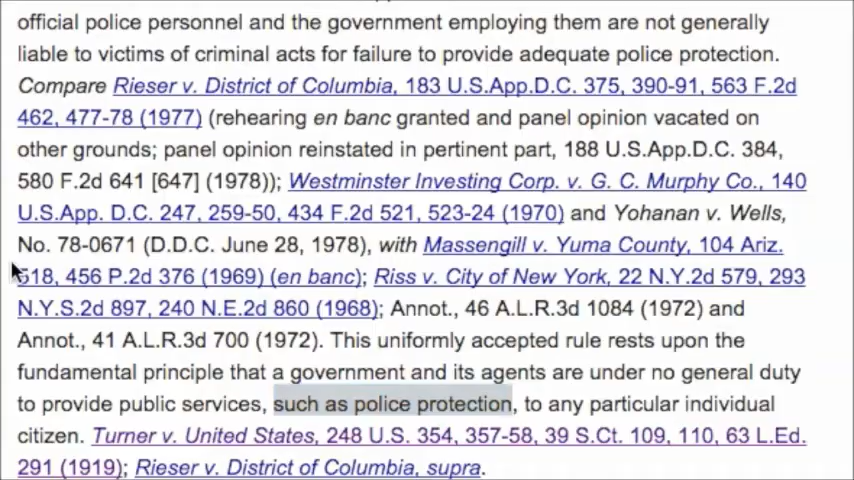 official police personnel and the government employing them are not generally
liable to victims of criminal acts for failure to provide adequate police protection.
Compare Rieser v. District of Columbia, 183 U.S.App.D.C. 375, 390-91, 563 F.2d
462, 477-78 (1977) (rehearing en banc granted and panel opinion vacated on
other grounds; panel opinion reinstated in pertinent part, 188 U.S.App.D.C. 384,
580 F.2d 641 [647] (1978)); Westminster Investing Corp. v. G. C. Murphy Co., 140
U.S.App. D.C. 247, 259-50, 434 F.2d 521, 523-24 (1970) and Yohanan v. Wells,
No. 78-0671 (D.D.C. June 28, 1978), with Massengill v. Yuma County, 104 Ariz.
518, 456 P.2d 376 (1969) (en banc); Riss v. City of New York, 22 N.Y.2d 579, 293
N.Y.S.2d 897, 240 N.E.2d 860 (1968); Annot., 46 A.L.R.3d 1084 (1972) and
Annot., 41 A.L.R.3d 700 (1972). This uniformly accepted rule rests upon the
fundamental principle that a government and its agents are under no general duty
to provide public services, such as police protection, to any particular individual
citizen. Turner v. United States, 248 U.S. 354, 357-58, 39 S.Ct. 109, 110, 63 L.Ed.
291 (1919); Rieser v. District of Columbia, supra.